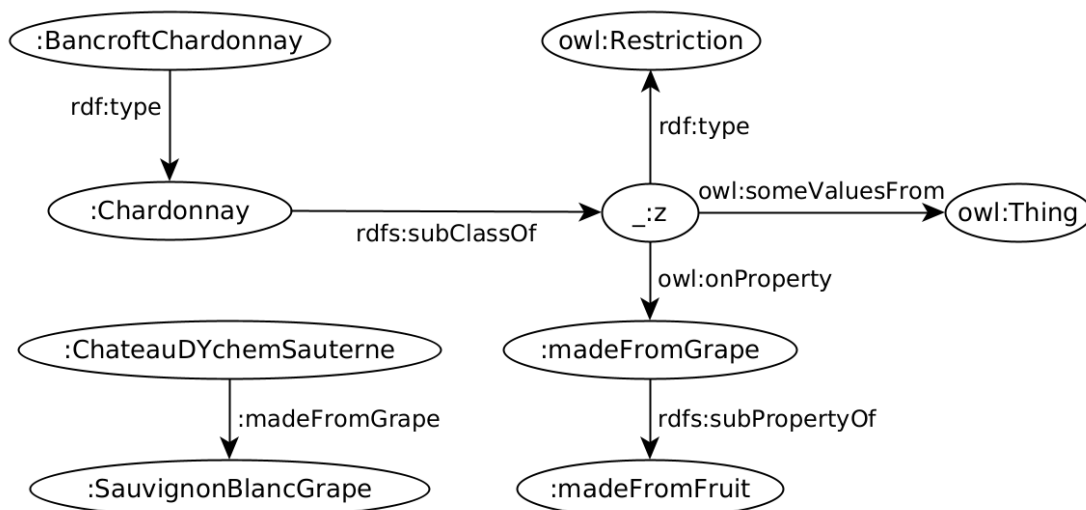 :BancroftChardonnay
owl:Restriction
rdf:type
rdf:type
:Chardonnay
rdfs:subClassOf
_:z
owl:someValuesFrom
owl:Thing
owl:onProperty
:ChateauDYchemSauterne
:madeFromGrape
:madeFromGrape
rdfs:subPropertyOf
:SauvignonBlancGrape
:madeFromFruit